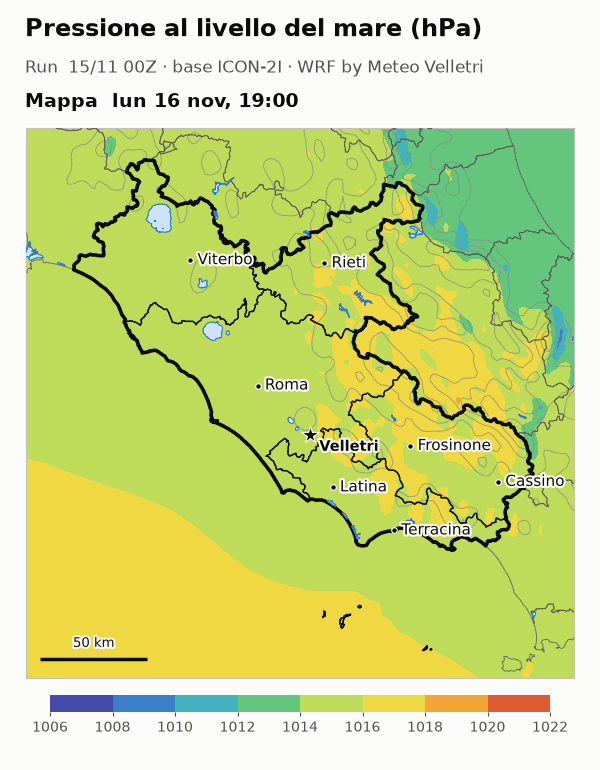 Pressione al livello del mare (hPa)
Run  15/11 00Z · base ICON-2I · WRF by Meteo Velletri
Mappa  lun 16 nov, 19:00
Viterbo
Rieti
Roma
Velletri
Frosinone
Latina
Cassino
Terracina
50 km
1006 1008 1010 1012 1014 1016 1018 1020 1022